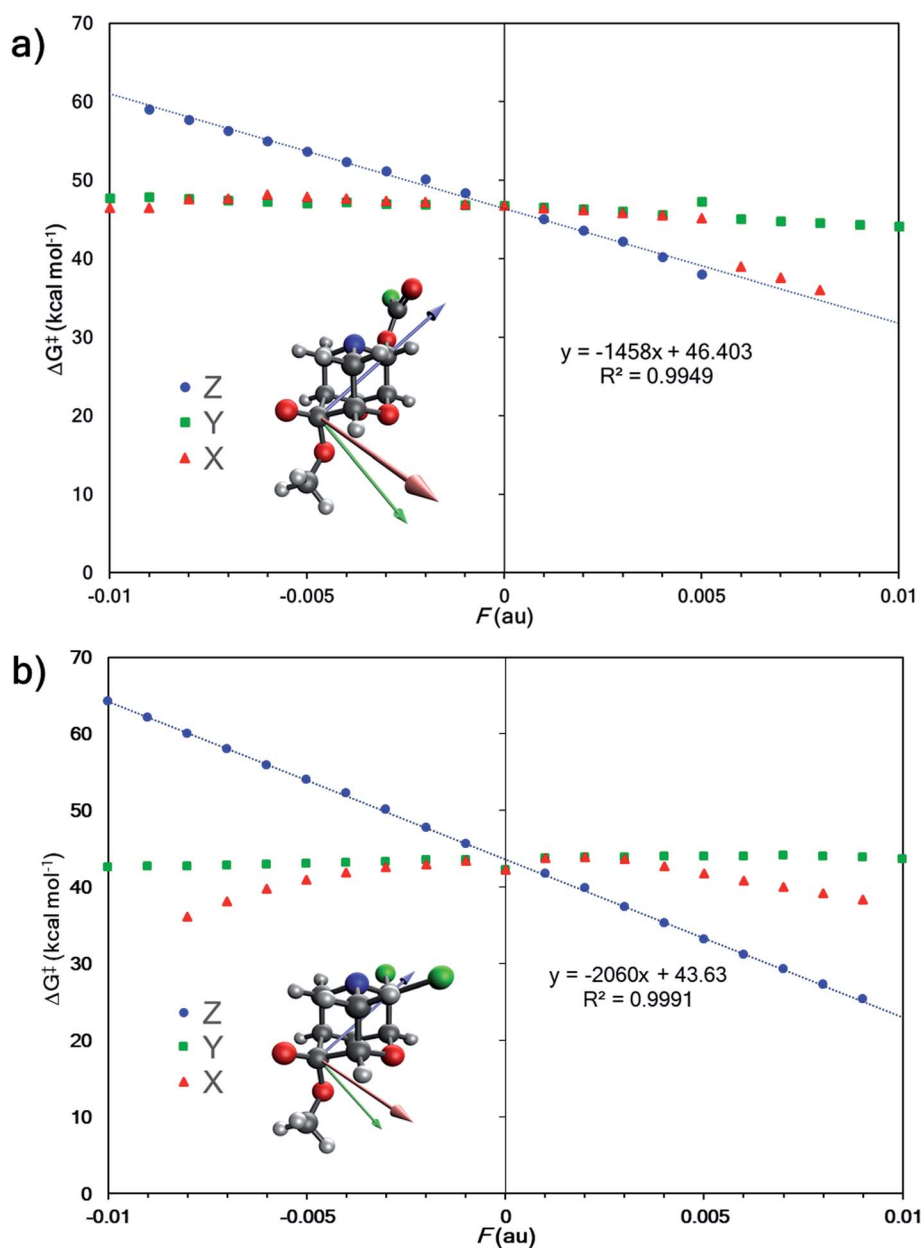 a)
70
60
50
40
30
20
10
0
ΔG‡ (kcal mol⁻¹)
Z
Y
X
y = -1458x + 46.403
R² = 0.9949
-0.01
-0.005
0
0.005
0.01
F (au)
b)
70
60
50
40
30
20
10
0
ΔG‡ (kcal mol⁻¹)
Z
Y
X
y = -2060x + 43.63
R² = 0.9991
-0.01
-0.005
0
0.005
0.01
F (au)